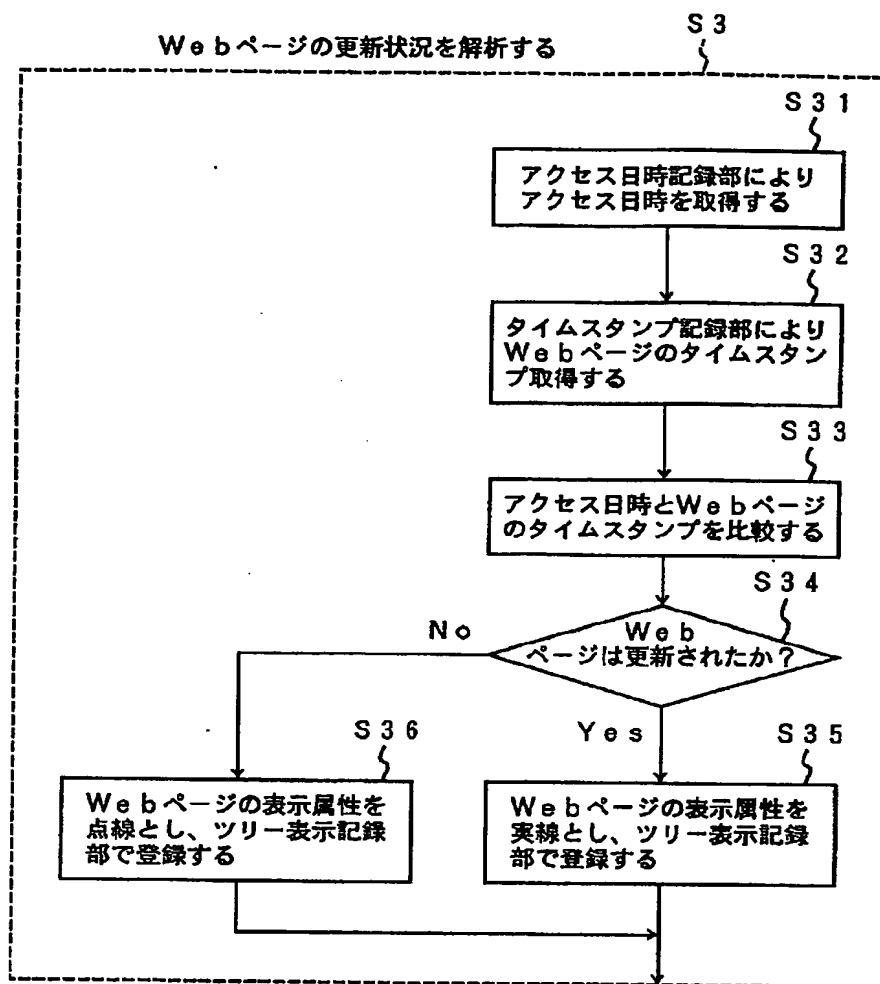 S3
Webページの更新状況を解析する
S31
アクセス日時記録部により
アクセス日時を取得する
S32
タイムスタンプ記録部により
Webページのタイムスタン
プ取得する
S33
アクセス日時とWebページ
のタイムスタンプを比較する
S34
Web
ページは更新されたか？
No
Yes
S36
Webページの表示属性を
点線とし、ツリー表示記録
部で登録する
S35
Webページの表示属性を
実線とし、ツリー表示記録
部で登録する